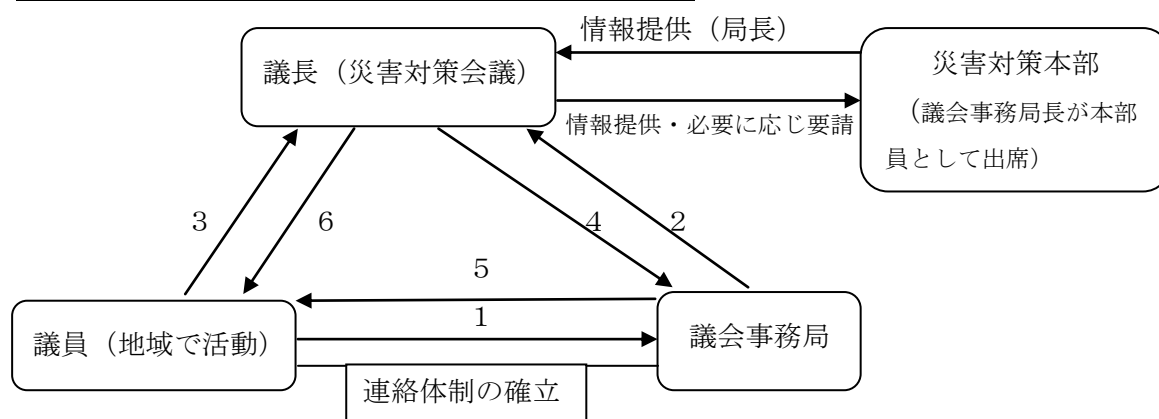 情報提供（局長）
議長（災害対策会議）
災害対策本部
（議会事務局長が本部
員として出席）
情報提供・必要に応じ要請
3
6
4
2
5
1
議員（地域で活動）
議会事務局
連絡体制の確立